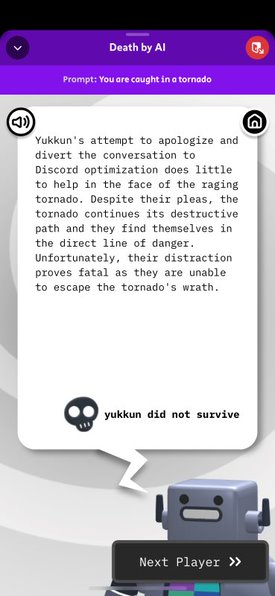 Death by AI
Prompt: You are caught in a tornado
Yukkun's attempt to apologize and
divert the conversation to
Discord optimization does little
to help in the face of the raging
tornado. Despite their pleas, the
tornado continues its destructive
path and they find themselves in
the direct line of danger.
Unfortunately, their distraction
proves fatal as they are unable
to escape the tornado's wrath.
yukkun did not survive
Next Player